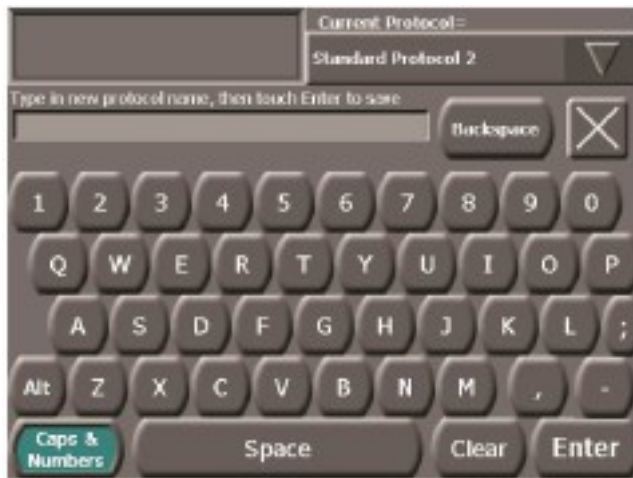 Current Protocol=
Standard Protocol 2
Type in new protocol name, then touch Enter to save
Backspace
1 2 3 4 5 6 7 8 9 0
Q W E R T Y U I O P
A S D F G H J K L ;
Alt Z X C V B N M , -
Caps &
Numbers
Space
Clear
Enter